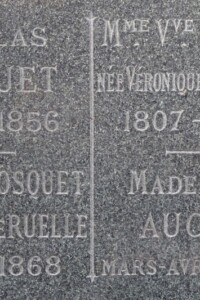 LAS
UET
1856
OSQUET
ERUELLE
1868
MME VVE
NÉE VÉRONIQUE
1807 -
MADE
AUC
MARS-AVR